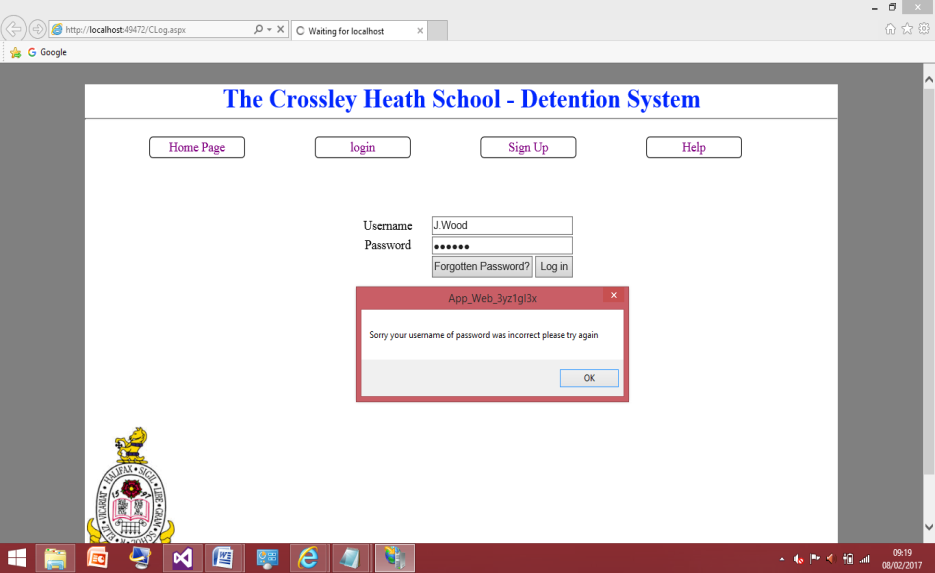 http://localhost:49472/CLog.aspx
Waiting for localhost
Google
The Crossley Heath School - Detention System
Home Page
login
Sign Up
Help
Username J.Wood
Password
Forgotten Password? Log in
App_Web_3yz1gl3x
Sorry your username of password was incorrect please try again
OK
HALIFAX SIGIL
15 97
09:19
08/02/2017